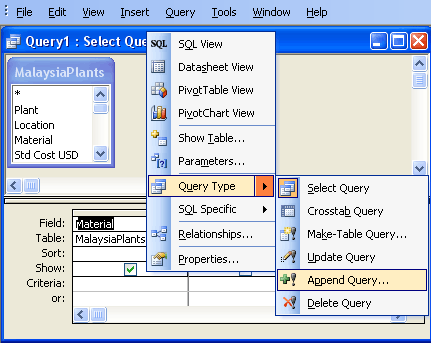 File Edit View Insert Query Tools Window Help
Query1 : Select Que
MalaysiaPlants
*
Plant
Location
Material
Std Cost USD
SQL SQL View
Datasheet View
PivotTable View
PivotChart View
Show Table...
Parameters...
Query Type
SQL Specific
Relationships...
Properties...
Select Query
Crosstab Query
Make-Table Query...
Update Query
Append Query...
Delete Query
Field: Material
Table: MalaysiaPlants
Sort:
Show:
Criteria:
or: